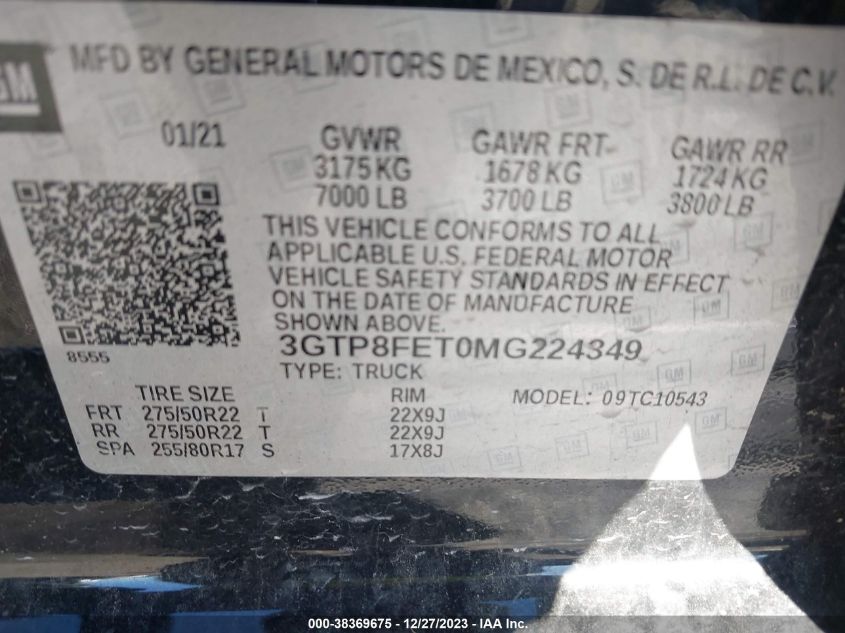 GM
MFD BY GENERAL MOTORS DE MEXICO, S. DE R.L. DE C.V.
01/21 GVWR GAWR FRT GAWR RR
3175 KG 1678 KG 1724 KG
7000 LB 3700 LB 3800 LB
THIS VEHICLE CONFORMS TO ALL
APPLICABLE U.S. FEDERAL MOTOR
VEHICLE SAFETY STANDARDS IN EFFECT
ON THE DATE OF MANUFACTURE
SHOWN ABOVE.
8555
3GTP8FET0MG224349
TYPE: TRUCK
TIRE SIZE RIM MODEL: 09TC10543
FRT 275/50R22 T 22X9J
RR 275/50R22 T 22X9J
SPA 255/80R17 S 17X8J
000-38369675 - 12/27/2023 - IAA Inc.